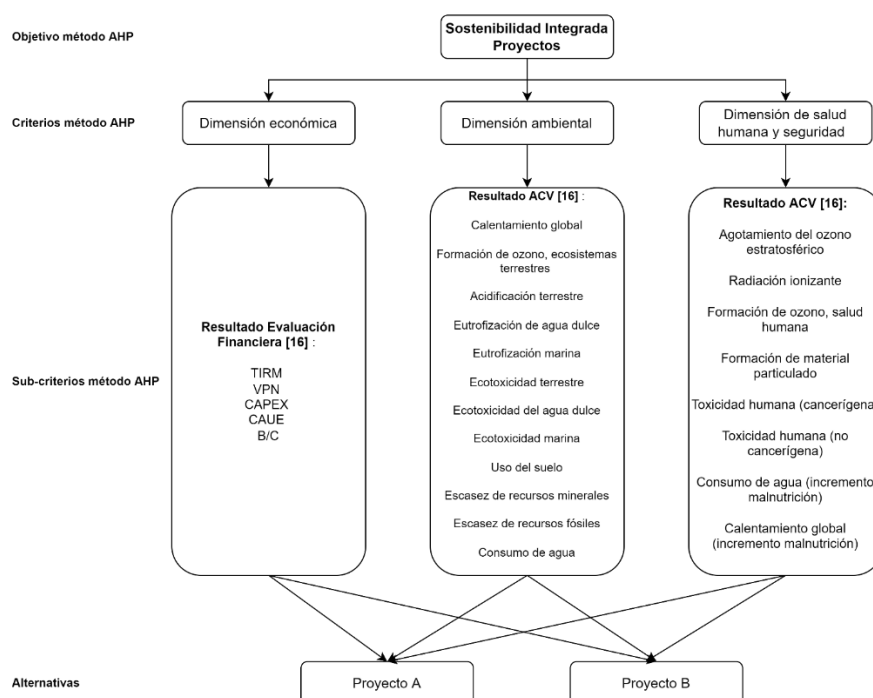 Objetivo método AHP
Sostenibilidad Integrada
Proyectos
Criterios método AHP
Dimensión económica
Dimensión ambiental
Dimensión de salud
humana y seguridad
Sub-criterios método AHP
Resultado Evaluación
Financiera [16] :
TIRM
VPN
CAPEX
CAUE
B/C
Resultado ACV [16] :
Calentamiento global
Formación de ozono, ecosistemas
terrestres
Acidificación terrestre
Eutrofización de agua dulce
Eutrofización marina
Ecotoxicidad terrestre
Ecotoxicidad del agua dulce
Ecotoxicidad marina
Uso del suelo
Escasez de recursos minerales
Escasez de recursos fósiles
Consumo de agua
Resultado ACV [16]:
Agotamiento del ozono
estratosférico
Radiación ionizante
Formación de ozono, salud
humana
Formación de material
particulado
Toxicidad humana (cancerígena)
Toxicidad humana (no
cancerígena)
Consumo de agua (incremento
malnutrición)
Calentamiento global
(incremento malnutrición)
Alternativas
Proyecto A
Proyecto B